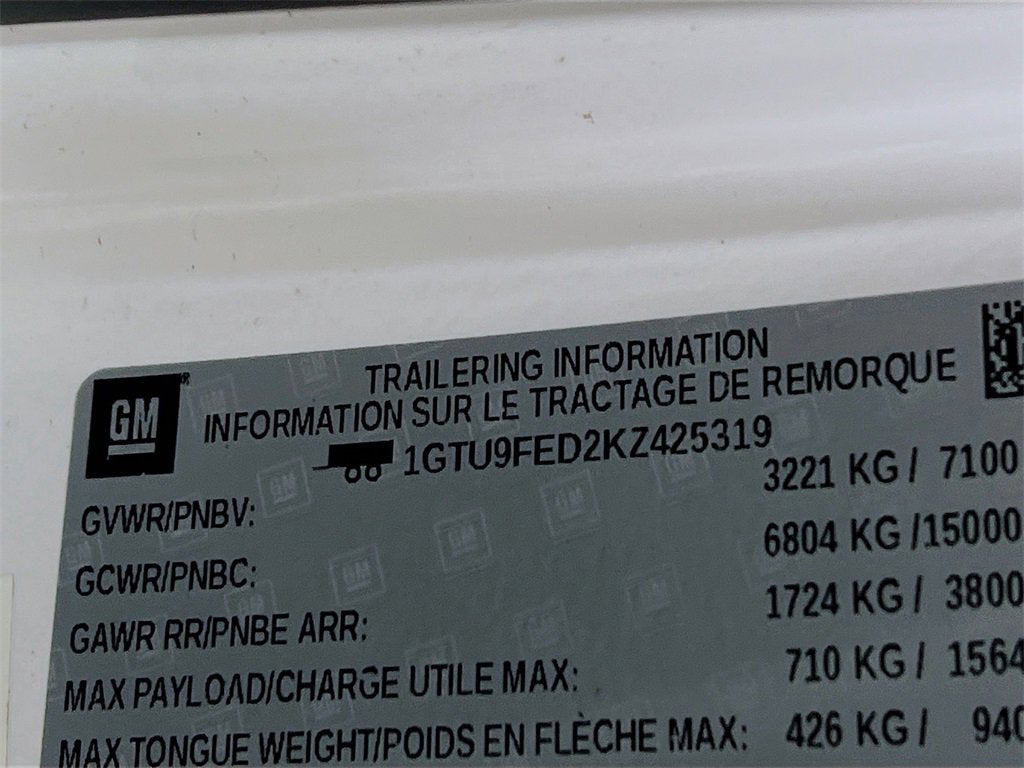 GM
TRAILERING INFORMATION
INFORMATION SUR LE TRACTAGE DE REMORQUE
1GTU9FED2KZ425319
GVWR/PNBV: 3221 KG / 7100
GCWR/PNBC: 6804 KG /15000
GAWR RR/PNBE ARR: 1724 KG / 3800
MAX PAYLOAD/CHARGE UTILE MAX: 710 KG / 1564
MAX TONGUE WEIGHT/POIDS EN FLÈCHE MAX: 426 KG / 940